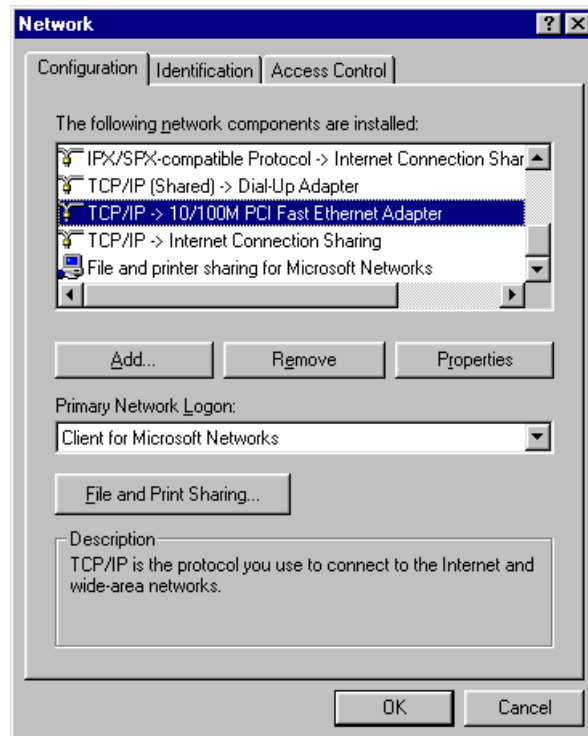 Network
Configuration Identification Access Control
The following network components are installed:
IPX/SPX-compatible Protocol -> Internet Connection Shar
TCP/IP (Shared) -> Dial-Up Adapter
TCP/IP -> 10/100M PCI Fast Ethernet Adapter
TCP/IP -> Internet Connection Sharing
File and printer sharing for Microsoft Networks
Add... Remove Properties
Primary Network Logon:
Client for Microsoft Networks
File and Print Sharing...
Description
TCP/IP is the protocol you use to connect to the Internet and
wide-area networks.
OK Cancel